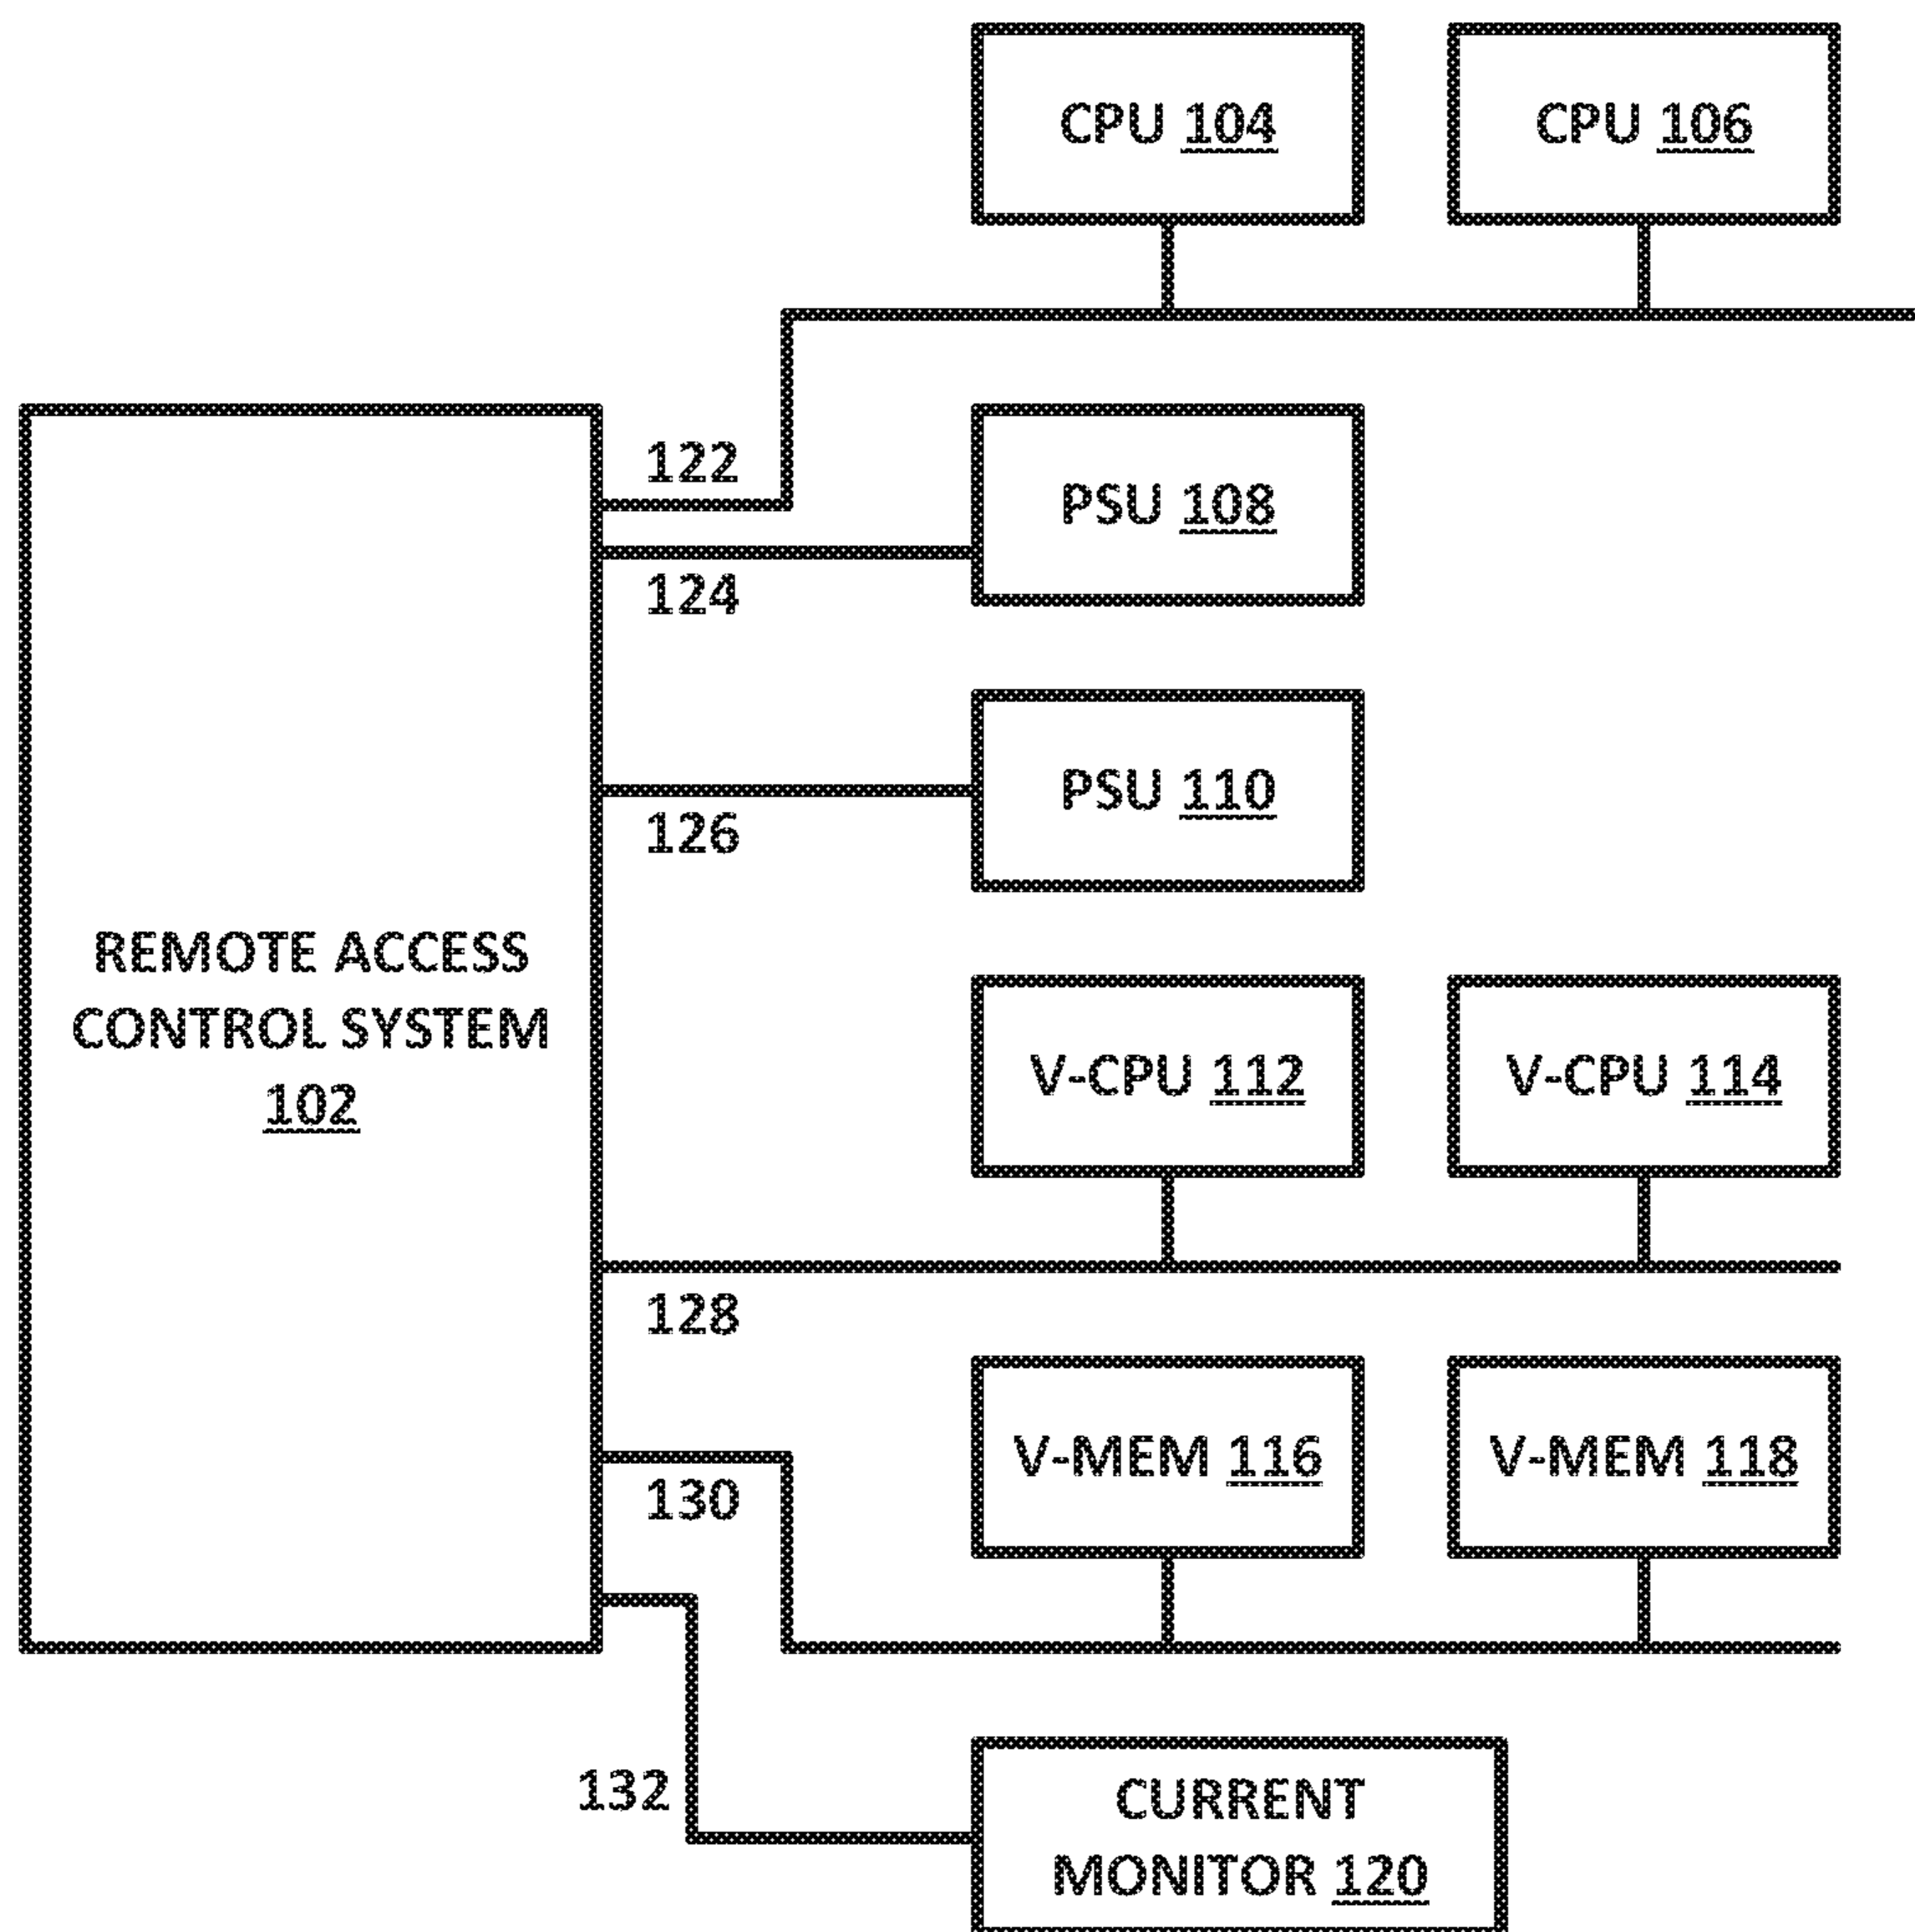 CPU 104
CPU 106
122
PSU 108
124
PSU 110
126
REMOTE ACCESS
CONTROL SYSTEM
102
V-CPU 112
V-CPU 114
128
V-MEM 116
V-MEM 118
130
132
CURRENT
MONITOR 120